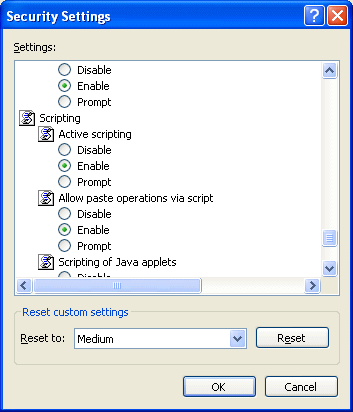 Security Settings
Settings:
Disable
Enable
Prompt
Scripting
Active scripting
Disable
Enable
Prompt
Allow paste operations via script
Disable
Enable
Prompt
Scripting of Java applets
Disable
Reset custom settings
Reset to:
Medium
Reset
OK
Cancel